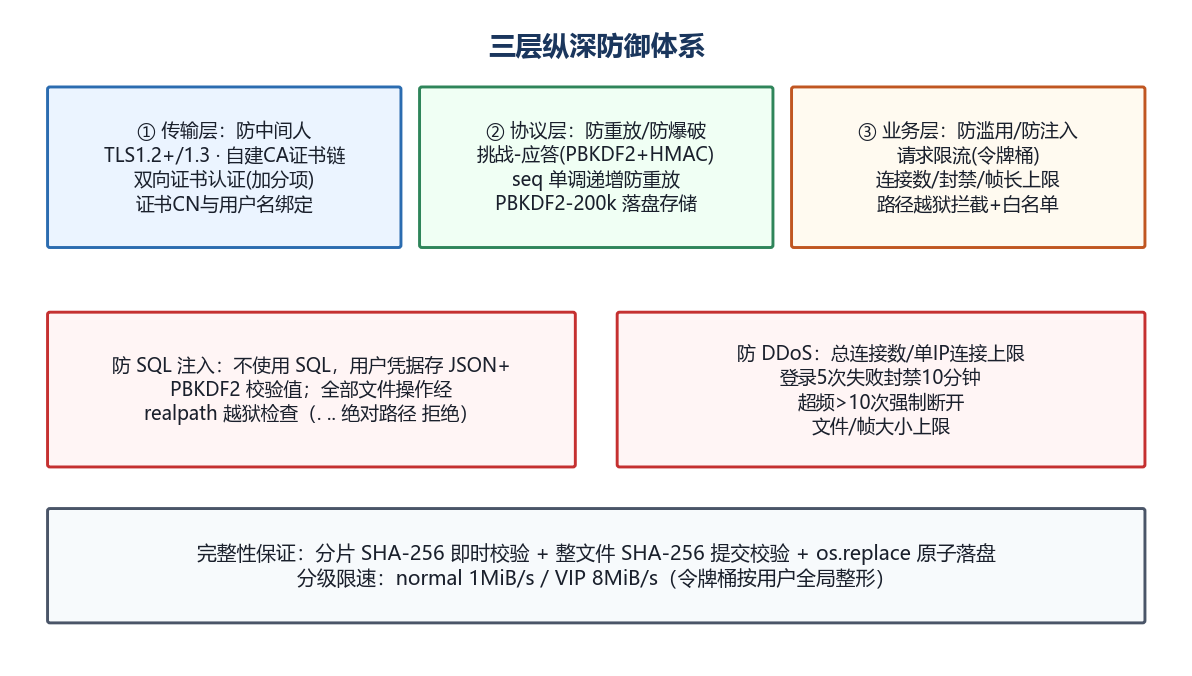 三层纵深防御体系
① 传输层：防中间人
TLS1.2+/1.3 · 自建CA证书链
双向证书认证(加分项)
证书CN与用户名绑定
② 协议层：防重放/防爆破
挑战-应答(PBKDF2+HMAC)
seq 单调递增防重放
PBKDF2-200k 落盘存储
③ 业务层：防滥用/防注入
请求限流(令牌桶)
连接数/封禁/帧长上限
路径越狱拦截+白名单
防 SQL 注入：不使用 SQL，用户凭据存 JSON+
PBKDF2 校验值；全部文件操作经
realpath 越狱检查（. .. 绝对路径 拒绝）
防 DDoS：总连接数/单IP连接上限
登录5次失败封禁10分钟
超频>10次强制断开
文件/帧大小上限
完整性保证：分片 SHA-256 即时校验 + 整文件 SHA-256 提交校验 + os.replace 原子落盘
分级限速：normal 1MiB/s / VIP 8MiB/s（令牌桶按用户全局整形）